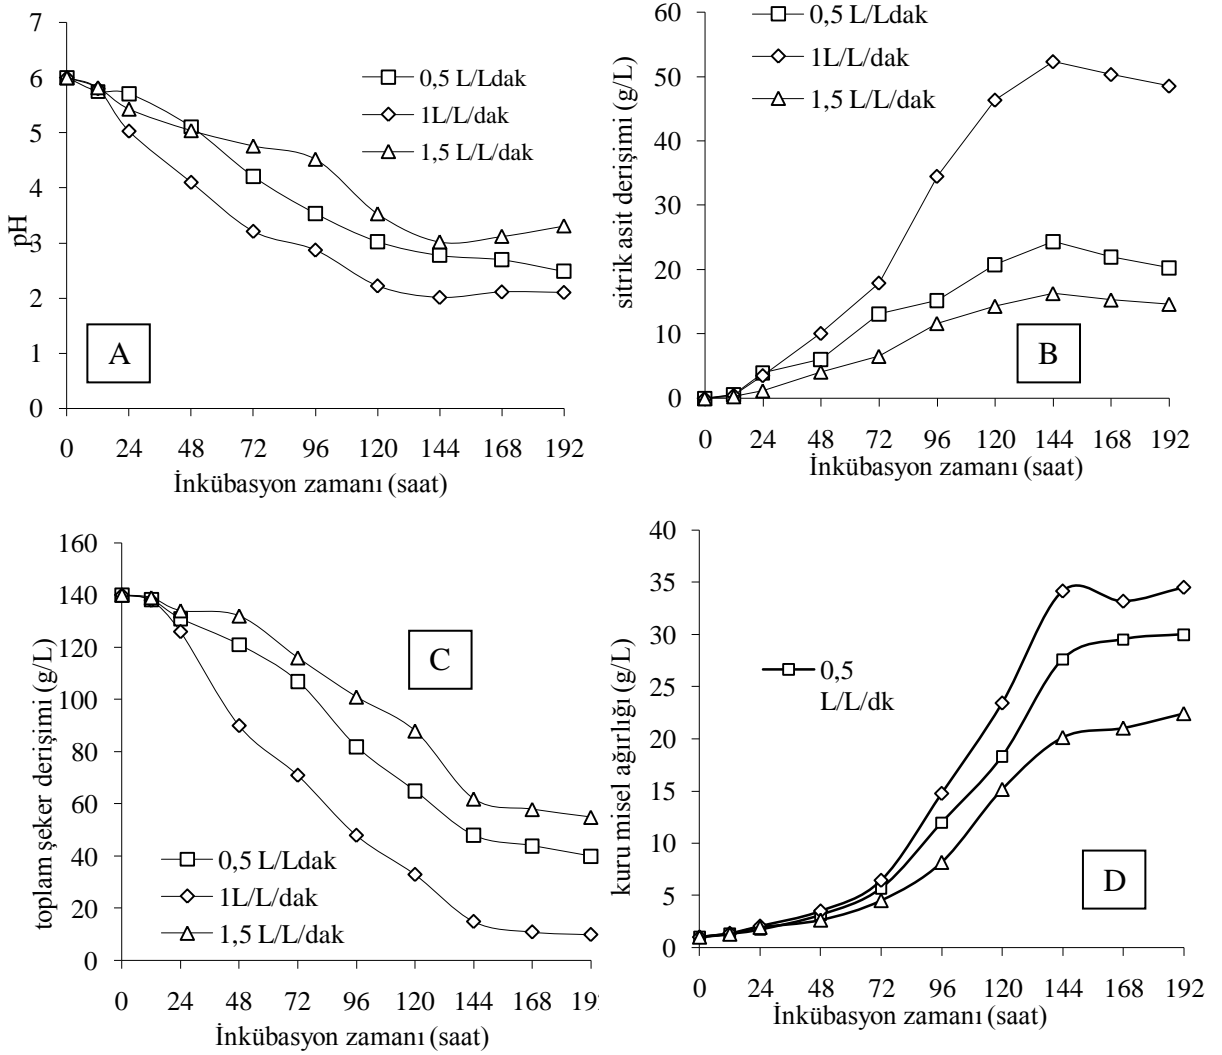 7
6
5
4
3
2
1
0
pH
0,5 L/Ldak
1L/L/dak
1,5 L/L/dak
A
0 24 48 72 96 120 144 168 192
İnkübasyon zamanı (saat)
60
50
40
30
20
10
0
sitrik asit derişimi (g/L)
0,5 L/Ldak
1L/L/dak
1,5 L/L/dak
B
0 24 48 72 96 120 144 168 192
İnkübasyon zamanı (saat)
160
140
120
100
80
60
40
20
0
toplam şeker derişimi (g/L)
C
0,5 L/Ldak
1L/L/dak
1,5 L/L/dak
0 24 48 72 96 120 144 168 192
İnkübasyon zamanı (saat)
40
35
30
25
20
15
10
5
0
kuru misel ağırlığı (g/L)
0,5
L/L/dk
D
0 24 48 72 96 120 144 168 192
İnkübasyon zamanı (saat)